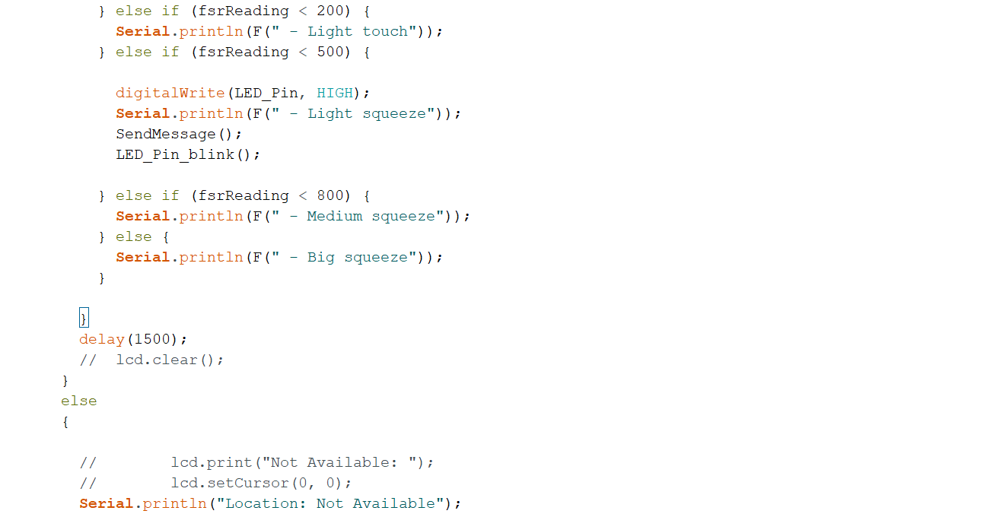 } else if (fsrReading < 200) {
Serial.println(F(" - Light touch"));
} else if (fsrReading < 500) {
digitalWrite(LED_Pin, HIGH);
Serial.println(F(" - Light squeeze"));
SendMessage();
LED_Pin_blink();
} else if (fsrReading < 800) {
Serial.println(F(" - Medium squeeze"));
} else {
Serial.println(F(" - Big squeeze"));
}
}
delay(1500);
//  lcd.clear();
}
else
{
//        lcd.print("Not Available: ");
//        lcd.setCursor(0, 0);
Serial.println("Location: Not Available");